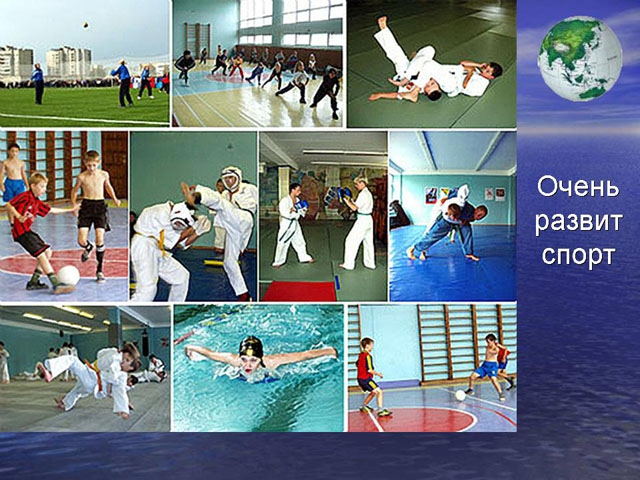 Очень
развит
спорт